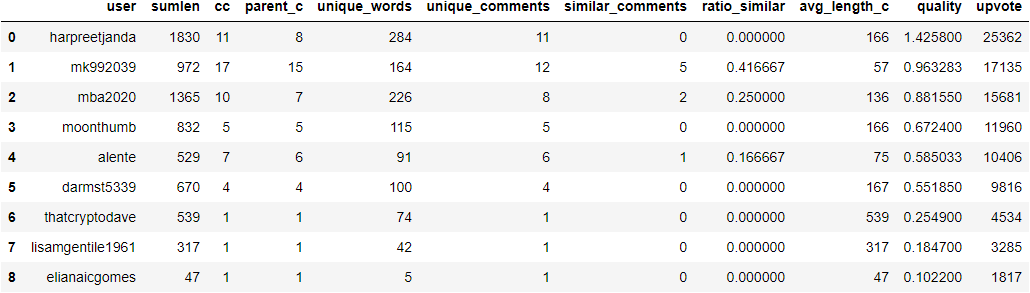 user sumlen cc parent_c unique_words unique_comments similar_comments ratio_similar avg_length_c quality upvote
0 harpreetjanda 1830 11 8 284 11 0 0.000000 166 1.425800 25362
1 mk992039 972 17 15 164 12 5 0.416667 57 0.963283 17135
2 mba2020 1365 10 7 226 8 2 0.250000 136 0.881550 15681
3 moonthumb 832 5 5 115 5 0 0.000000 166 0.672400 11960
4 alente 529 7 6 91 6 1 0.166667 75 0.585033 10406
5 darmst5339 670 4 4 100 4 0 0.000000 167 0.551850 9816
6 thatcryptodave 539 1 1 74 1 0 0.000000 539 0.254900 4534
7 lisamgentile1961 317 1 1 42 1 0 0.000000 317 0.184700 3285
8 elianaicgomes 47 1 1 5 1 0 0.000000 47 0.102200 1817